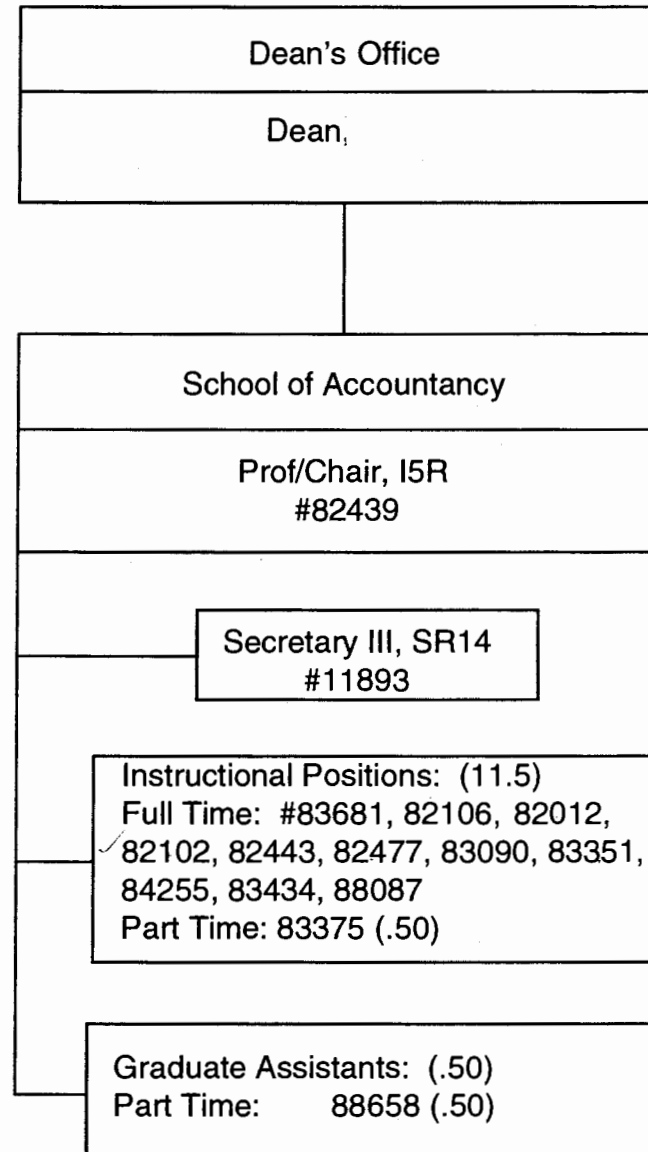 Dean's Office
Dean,
School of Accountancy
Prof/Chair, I5R
#82439
Secretary III, SR14
#11893
Instructional Positions: (11.5)
Full Time: #83681, 82106, 82012,
82102, 82443, 82477, 83090, 83351,
84255, 83434, 88087
Part Time: 83375 (.50)
Graduate Assistants: (.50)
Part Time: 88658 (.50)